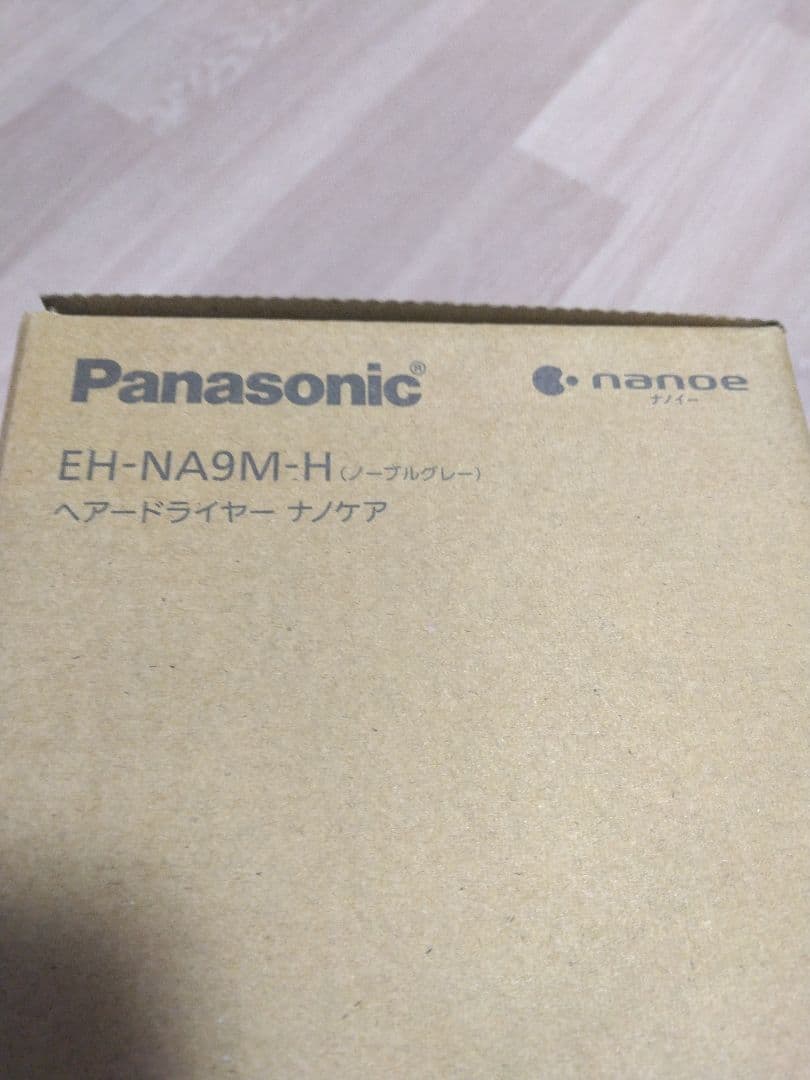 Panasonic®
nanoe
ナノイー
EH-NA9M-H（ノーブルグレー）
ヘアードライヤー ナノケア